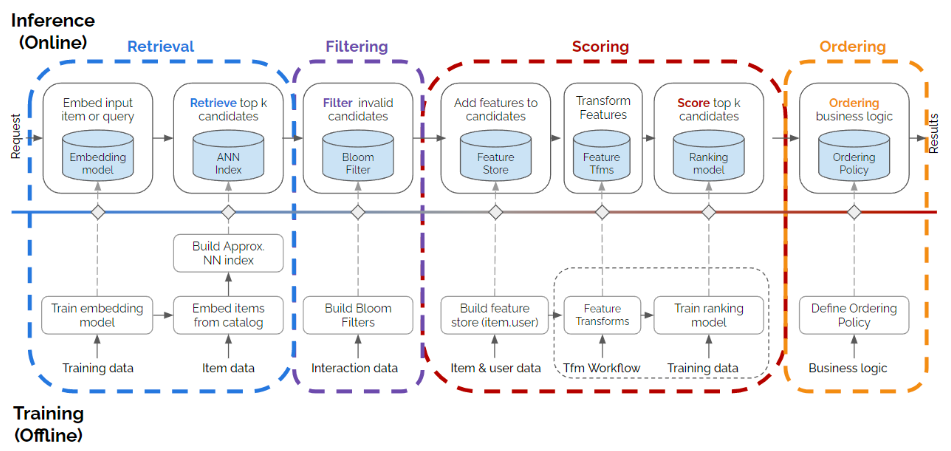 Inference
(Online)
Retrieval
Filtering
Scoring
Ordering
Request
Embed input
item or query
Embedding
model
Retrieve top k
candidates
ANN
Index
Filter invalid
candidates
Bloom
Filter
Add features to
candidates
Feature
Store
Transform
Features
Feature
Tfms
Score top k
candidates
Ranking
model
Ordering
business logic
Ordering
Policy
Results
Build Approx.
NN index
Train embedding
model
Embed items
from catalog
Build Bloom
Filters
Build feature
store (item.user)
Feature
Transforms
Train ranking
model
Define Ordering
Policy
Training data
Item data
Interaction data
Item & user data
Tfm Workflow
Training data
Business logic
Training
(Offline)